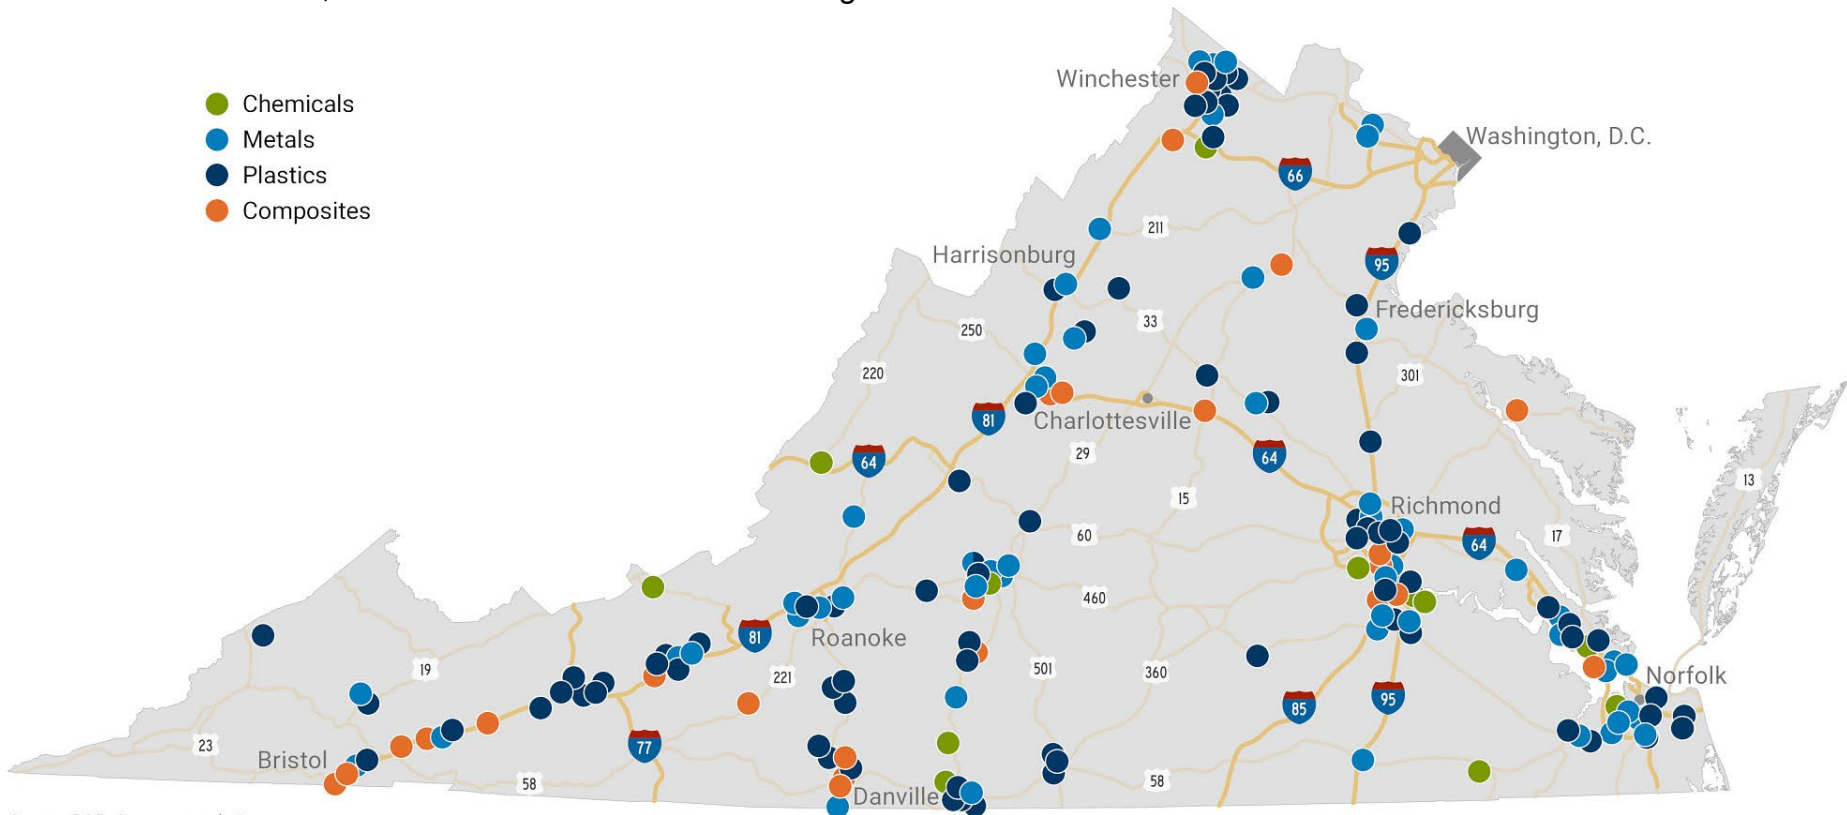 Chemicals
Metals
Plastics
Composites
Winchester
Washington, D.C.
66
211
Harrisonburg
95
Fredericksburg
250
33
220
301
81
Charlottesville
64
64
29
13
15
Richmond
60
64
17
460
81
Roanoke
19
221
501
360
Norfolk
85
95
23
77
Bristol
58
58
Danville